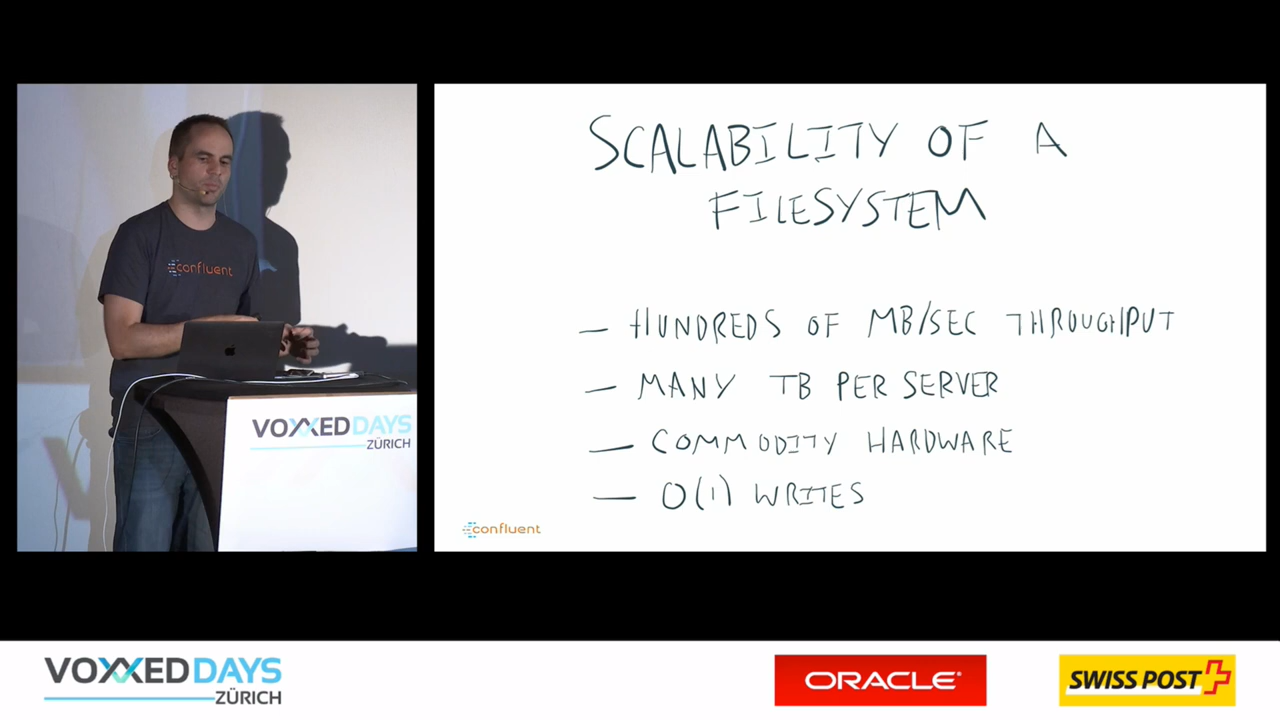 confluent
VOXXED DAYS
ZÜRICH
SCALABILITY OF A
FILESYSTEM
— HUNDREDS OF MB/SEC THROUGHPUT
— MANY TB PER SERVER
— COMMODITY HARDWARE
— O(1) WRITES
confluent
VOXXED DAYS
ZÜRICH
ORACLE®
SWISS POST